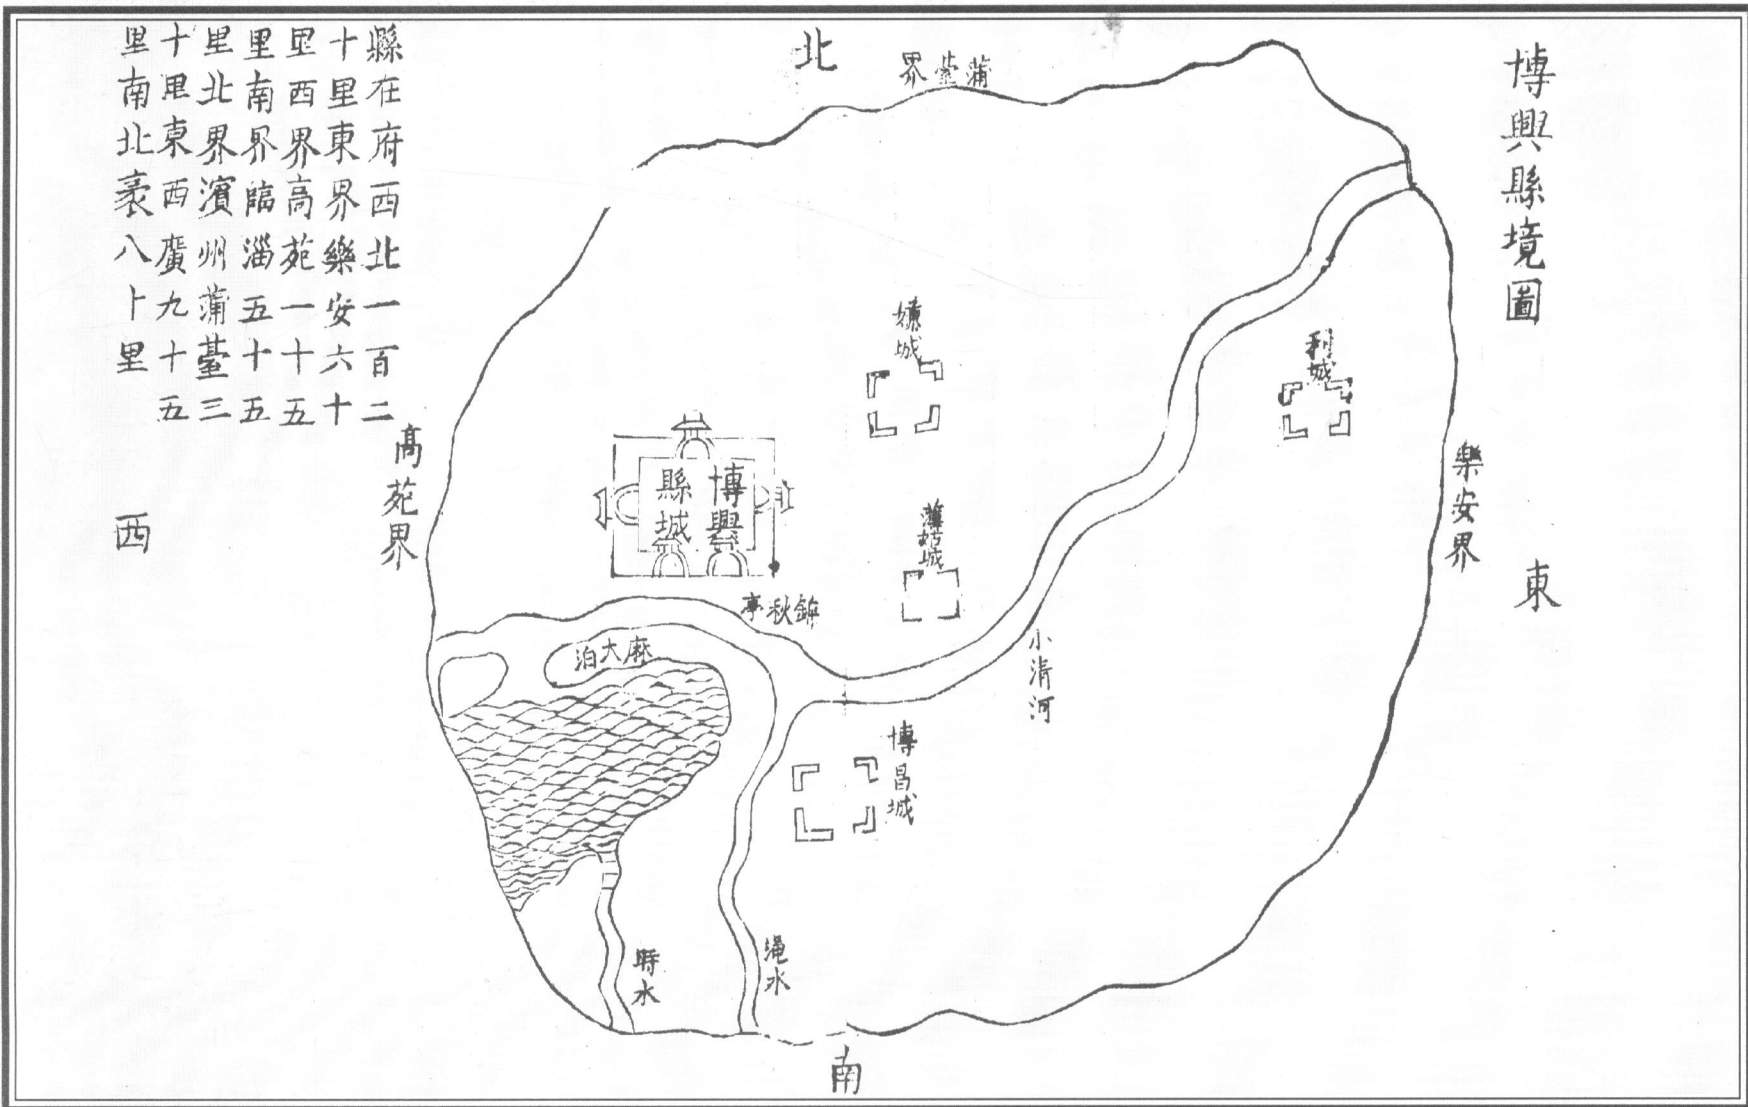 博興縣境圖
東
樂安界
利城
北
蒲臺界
城
薄姑城
小清河
博昌城
錦秋亭
博興
縣城
麻大泊
澠水
時水
南
高苑界
西
縣在府西北一百二
十里東界樂安六十
里西界高苑一十五
里南界臨淄五十五
里北界濱州蒲臺三
十里東西廣九十五
里南北袤八十里